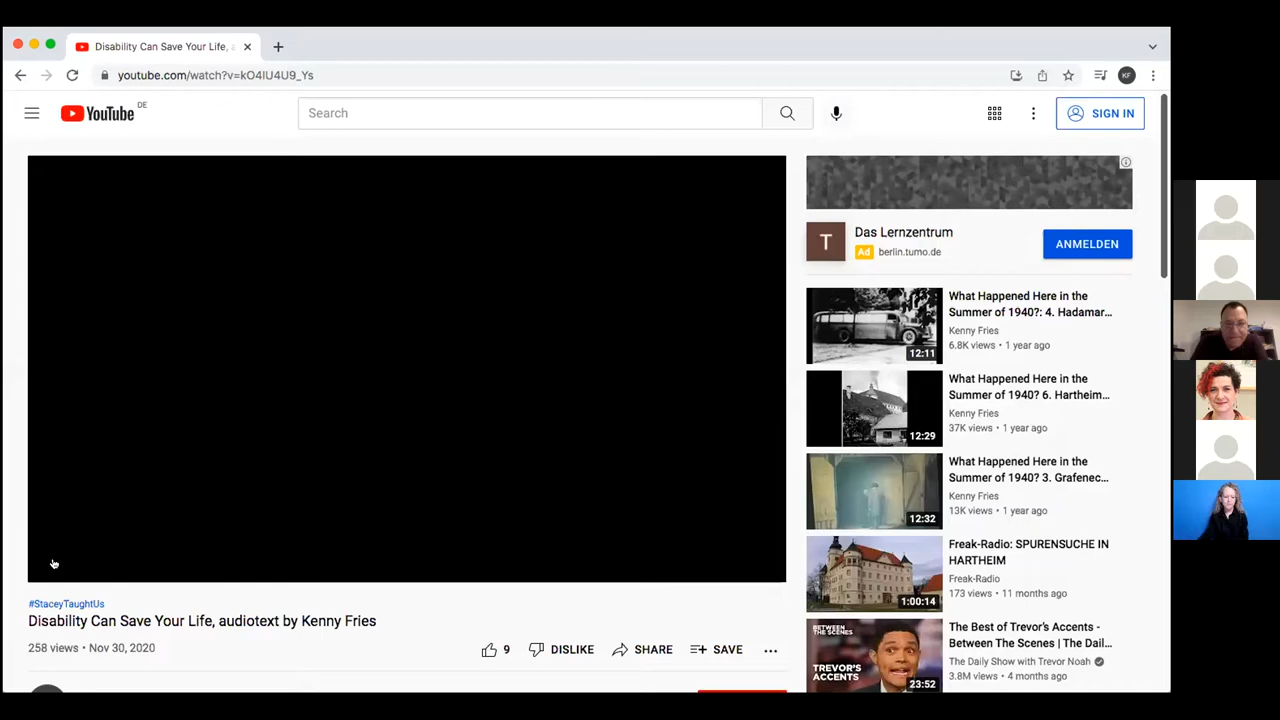 Disability Can Save Your Life, a
youtube.com/watch?v=kO4IU4U9_Ys
KF
YouTube DE
Search
SIGN IN
T
Das Lernzentrum
Ad berlin.tumo.de
ANMELDEN
12:11
What Happened Here in the
Summer of 1940?: 4. Hadamar...
Kenny Fries
6.8K views • 1 year ago
12:29
What Happened Here in the
Summer of 1940? 6. Hartheim...
Kenny Fries
37K views • 1 year ago
12:32
What Happened Here in the
Summer of 1940? 3. Grafenec...
Kenny Fries
13K views • 1 year ago
1:00:14
Freak-Radio: SPURENSUCHE IN
HARTHEIM
Freak-Radio
173 views • 11 months ago
BETWEEN
THE SCENES
TREVOR'S
ACCENTS
23:52
The Best of Trevor's Accents -
Between The Scenes | The Dail...
The Daily Show with Trevor Noah
3.8M views • 4 months ago
#StaceyTaughtUs
Disability Can Save Your Life, audiotext by Kenny Fries
258 views • Nov 30, 2020
9 DISLIKE SHARE SAVE ...